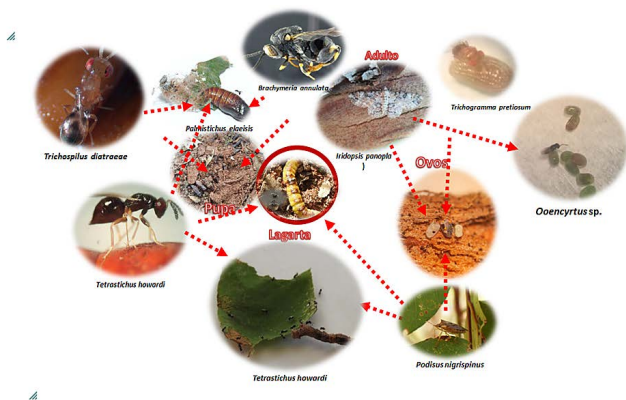 Adulto
Brachymeria annulata
Trichogramma pretiosum
Palmistichus elaeisis
Trichospilus diatraeae
Iridopsis panopla
)
Ovos
Ooencyrtus sp.
Pupa
Lagarta
Tetrastichus howardi
Podisus nigrispinus
Tetrastichus howardi